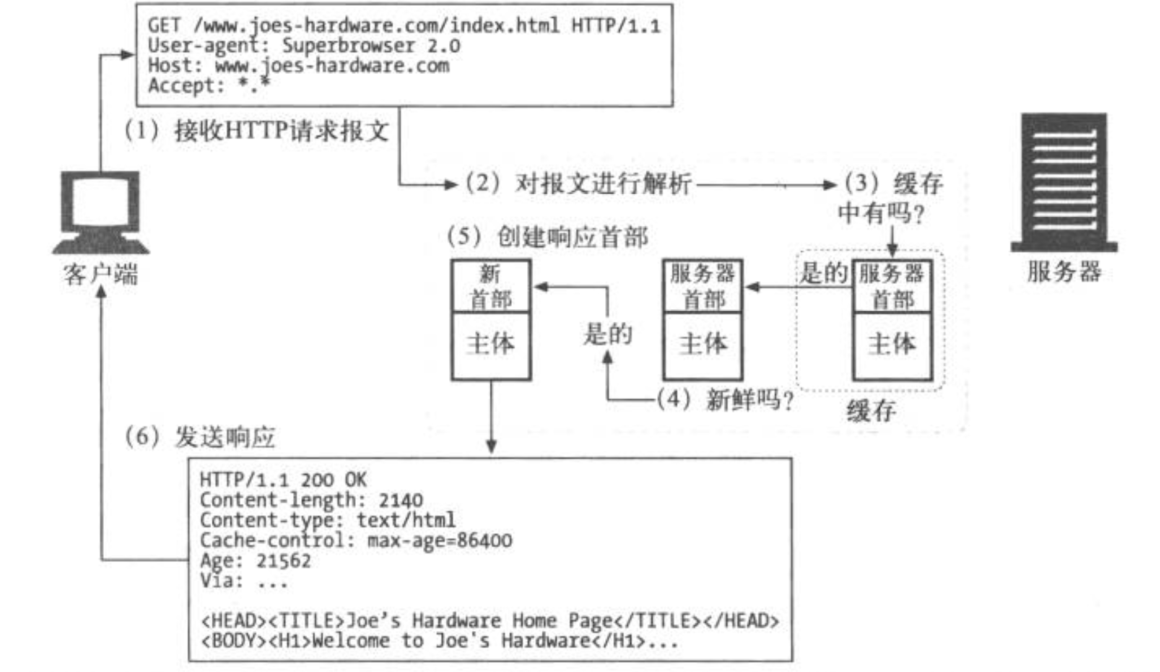 GET /www.joes-hardware.com/index.html HTTP/1.1
User-agent: Superbrowser 2.0
Host: www.joes-hardware.com
Accept: *.*
(1) 接收HTTP请求报文
(2) 对报文进行解析
(3) 缓存
中有吗?
(5) 创建响应首部
客户端
服务器
新
首部
主体
是的
服务器
首部
主体
是的
服务器
首部
主体
(4) 新鲜吗?
缓存
(6) 发送响应
HTTP/1.1 200 OK
Content-length: 2140
Content-type: text/html
Cache-control: max-age=86400
Age: 21562
Via: ...
<HEAD><TITLE>Joe's Hardware Home Page</TITLE></HEAD>
<BODY><H1>Welcome to Joe's Hardware</H1>...